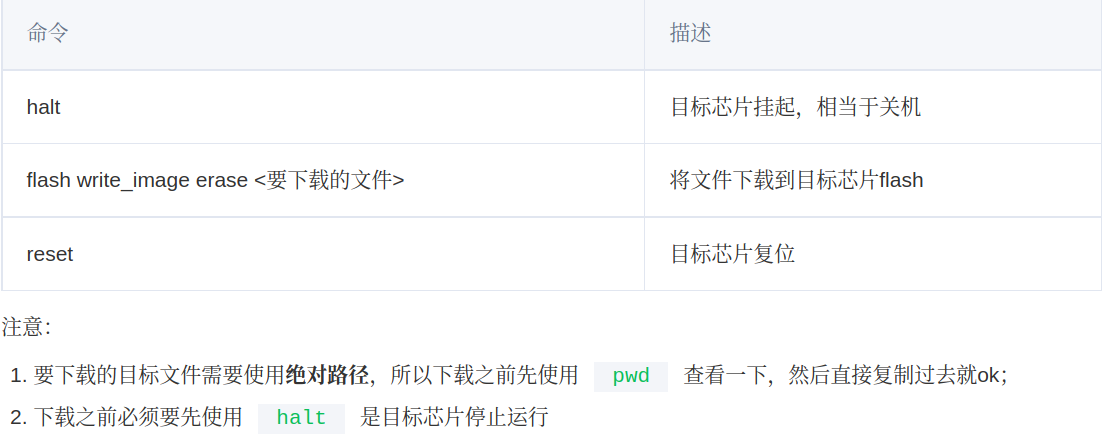 命令 描述
halt 目标芯片挂起，相当于关机
flash write_image erase <要下载的文件> 将文件下载到目标芯片flash
reset 目标芯片复位
注意：
1. 要下载的目标文件需要使用绝对路径，所以下载之前先使用 pwd 查看一下，然后直接复制过去就ok；
2. 下载之前必须要先使用 halt 是目标芯片停止运行